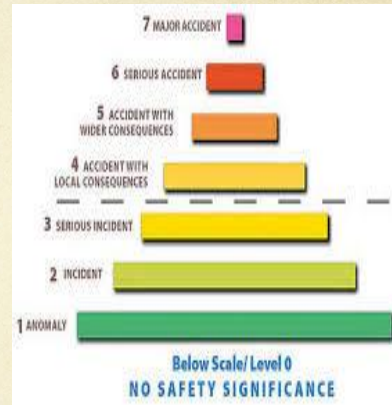 7 MAJOR ACCIDENT
6 SERIOUS ACCIDENT
5 ACCIDENT WITH
WIDER CONSEQUENCES
4 ACCIDENT WITH
LOCAL CONSEQUENCES
3 SERIOUS INCIDENT
2 INCIDENT
1 ANOMALY
Below Scale/ Level 0
NO SAFETY SIGNIFICANCE